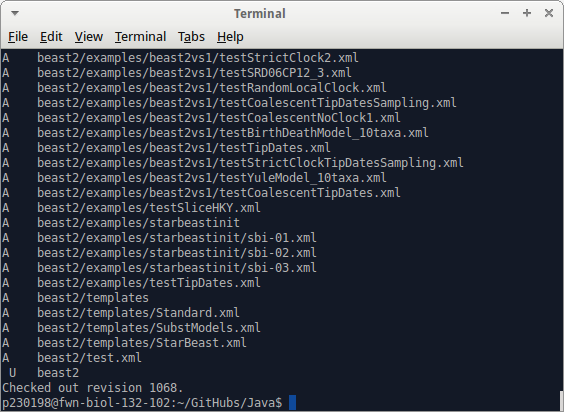 Terminal
File Edit View Terminal Tabs Help
A    beast2/examples/beast2vs1/testStrictClock2.xml
A    beast2/examples/beast2vs1/testSRD06CP12_3.xml
A    beast2/examples/beast2vs1/testRandomLocalClock.xml
A    beast2/examples/beast2vs1/testCoalescentTipDatesSampling.xml
A    beast2/examples/beast2vs1/testCoalescentNoClock1.xml
A    beast2/examples/beast2vs1/testBirthDeathModel_10taxa.xml
A    beast2/examples/beast2vs1/testTipDates.xml
A    beast2/examples/beast2vs1/testStrictClockTipDatesSampling.xml
A    beast2/examples/beast2vs1/testYuleModel_10taxa.xml
A    beast2/examples/beast2vs1/testCoalescentTipDates.xml
A    beast2/examples/testSliceHKY.xml
A    beast2/examples/starbeastinit
A    beast2/examples/starbeastinit/sbi-01.xml
A    beast2/examples/starbeastinit/sbi-02.xml
A    beast2/examples/starbeastinit/sbi-03.xml
A    beast2/examples/testTipDates.xml
A    beast2/templates
A    beast2/templates/Standard.xml
A    beast2/templates/SubstModels.xml
A    beast2/templates/StarBeast.xml
A    beast2/test.xml
 U   beast2
Checked out revision 1068.
p230198@fwn-biol-132-102:~/GitHubs/Java$